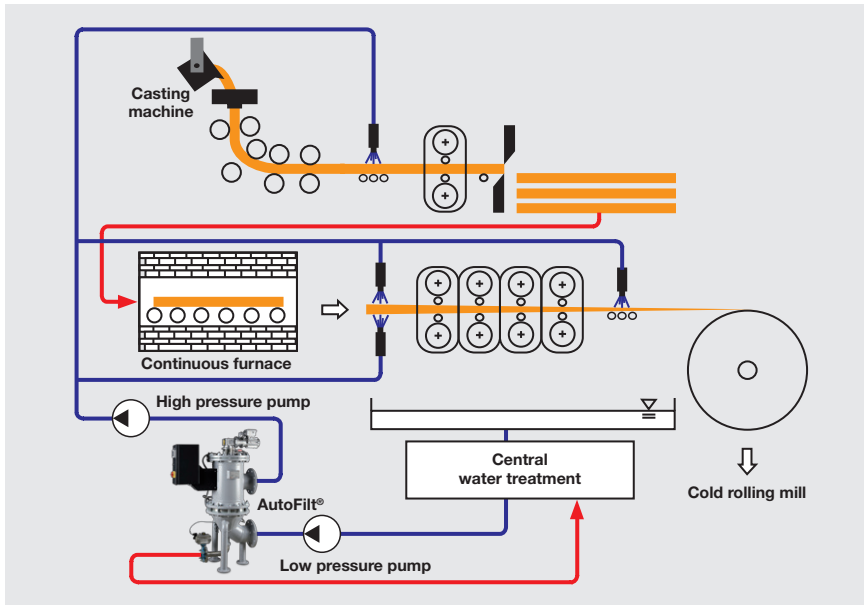 Casting
machine
Continuous furnace
High pressure pump
AutoFilt®
Central
water treatment
Low pressure pump
Cold rolling mill